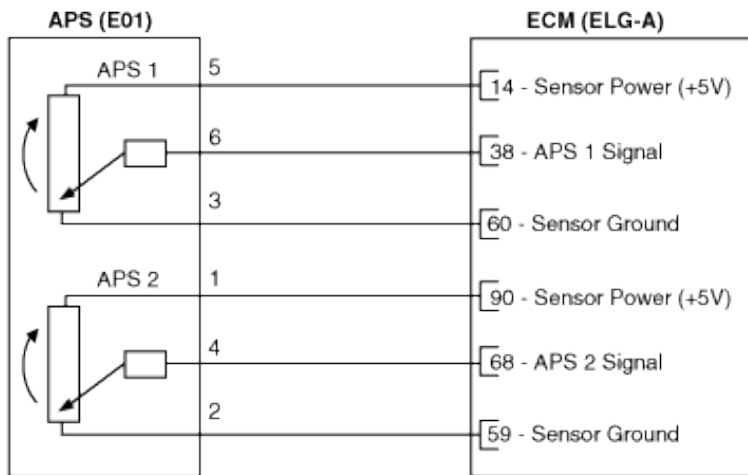 APS (E01) ECM (ELG-A)
APS 1 5 14 - Sensor Power (+5V)
6 38 - APS 1 Signal
3 60 - Sensor Ground
APS 2 1 90 - Sensor Power (+5V)
4 68 - APS 2 Signal
2 59 - Sensor Ground